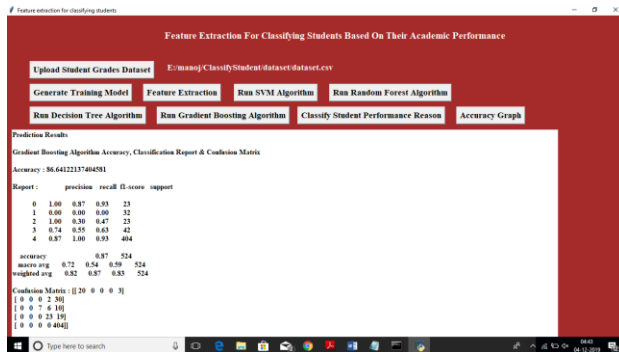 Feature extraction for classifying students
Feature Extraction For Classifying Students Based On Their Academic Performance
Upload Student Grades Dataset E:/manoj/ClassifyStudent/dataset/dataset.csv
Generate Training Model Feature Extraction Run SVM Algorithm Run Random Forest Algorithm
Run Decision Tree Algorithm Run Gradient Boosting Algorithm Classify Student Performance Reason Accuracy Graph
Prediction Results
Gradient Boosting Algorithm Accuracy, Classification Report & Confusion Matrix
Accuracy : 86.64122137404581
Report : precision recall f1-score support
0 1.00 0.87 0.93 23
1 0.00 0.00 0.00 32
2 1.00 0.30 0.47 23
3 0.74 0.55 0.63 42
4 0.87 1.00 0.93 404
accuracy 0.87 524
macro avg 0.72 0.54 0.59 524
weighted avg 0.82 0.87 0.83 524
Confusion Matrix : [[ 20 0 0 0 3]
[ 0 0 0 2 30]
[ 0 0 7 6 10]
[ 0 0 0 23 19]
[ 0 0 0 0 404]]
Type here to search
04:43
04-12-2019